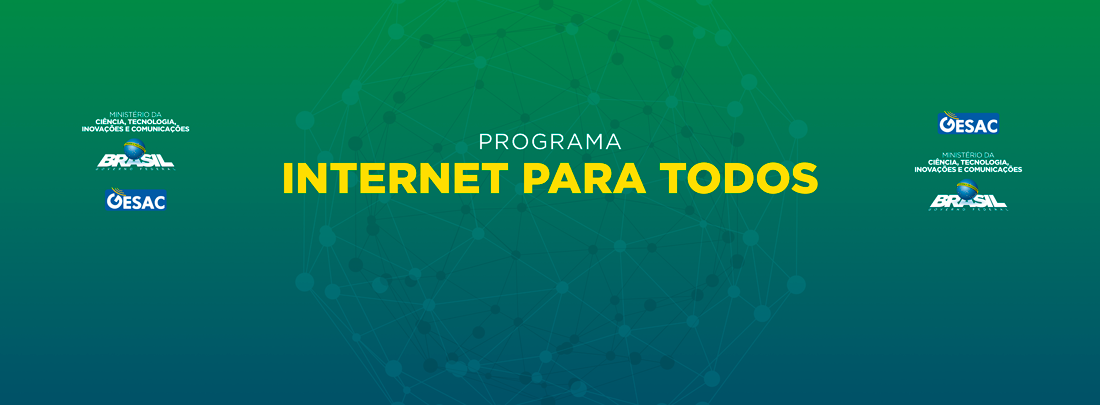 MINISTÉRIO DA
CIÊNCIA, TECNOLOGIA,
INOVAÇÕES E COMUNICAÇÕES
BRASIL
GOVERNO FEDERAL
GESAC
PROGRAMA
INTERNET PARA TODOS
GESAC
MINISTÉRIO DA
CIÊNCIA, TECNOLOGIA,
INOVAÇÕES E COMUNICAÇÕES
BRASIL
GOVERNO FEDERAL